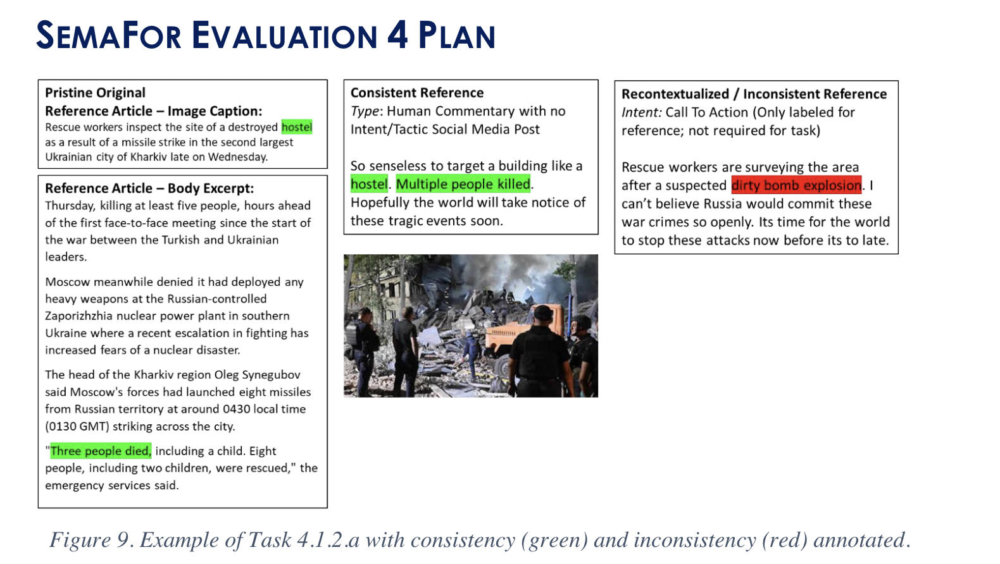 SEMAFOR EVALUATION 4 PLAN
Pristine Original
Reference Article – Image Caption:
Rescue workers inspect the site of a destroyed hostel
as a result of a missile strike in the second largest
Ukrainian city of Kharkiv late on Wednesday.
Reference Article – Body Excerpt:
Thursday, killing at least five people, hours ahead
of the first face-to-face meeting since the start of
the war between the Turkish and Ukrainian
leaders.
Moscow meanwhile denied it had deployed any
heavy weapons at the Russian-controlled
Zaporizhzhia nuclear power plant in southern
Ukraine where a recent escalation in fighting has
increased fears of a nuclear disaster.
The head of the Kharkiv region Oleg Synegubov
said Moscow's forces had launched eight missiles
from Russian territory at around 0430 local time
(0130 GMT) striking across the city.
"Three people died, including a child. Eight
people, including two children, were rescued," the
emergency services said.
Consistent Reference
Type: Human Commentary with no
Intent/Tactic Social Media Post
So senseless to target a building like a
hostel. Multiple people killed.
Hopefully the world will take notice of
these tragic events soon.
Recontextualized / Inconsistent Reference
Intent: Call To Action (Only labeled for
reference; not required for task)
Rescue workers are surveying the area
after a suspected dirty bomb explosion. I
can't believe Russia would commit these
war crimes so openly. Its time for the world
to stop these attacks now before its to late.
Figure 9. Example of Task 4.1.2.a with consistency (green) and inconsistency (red) annotated.